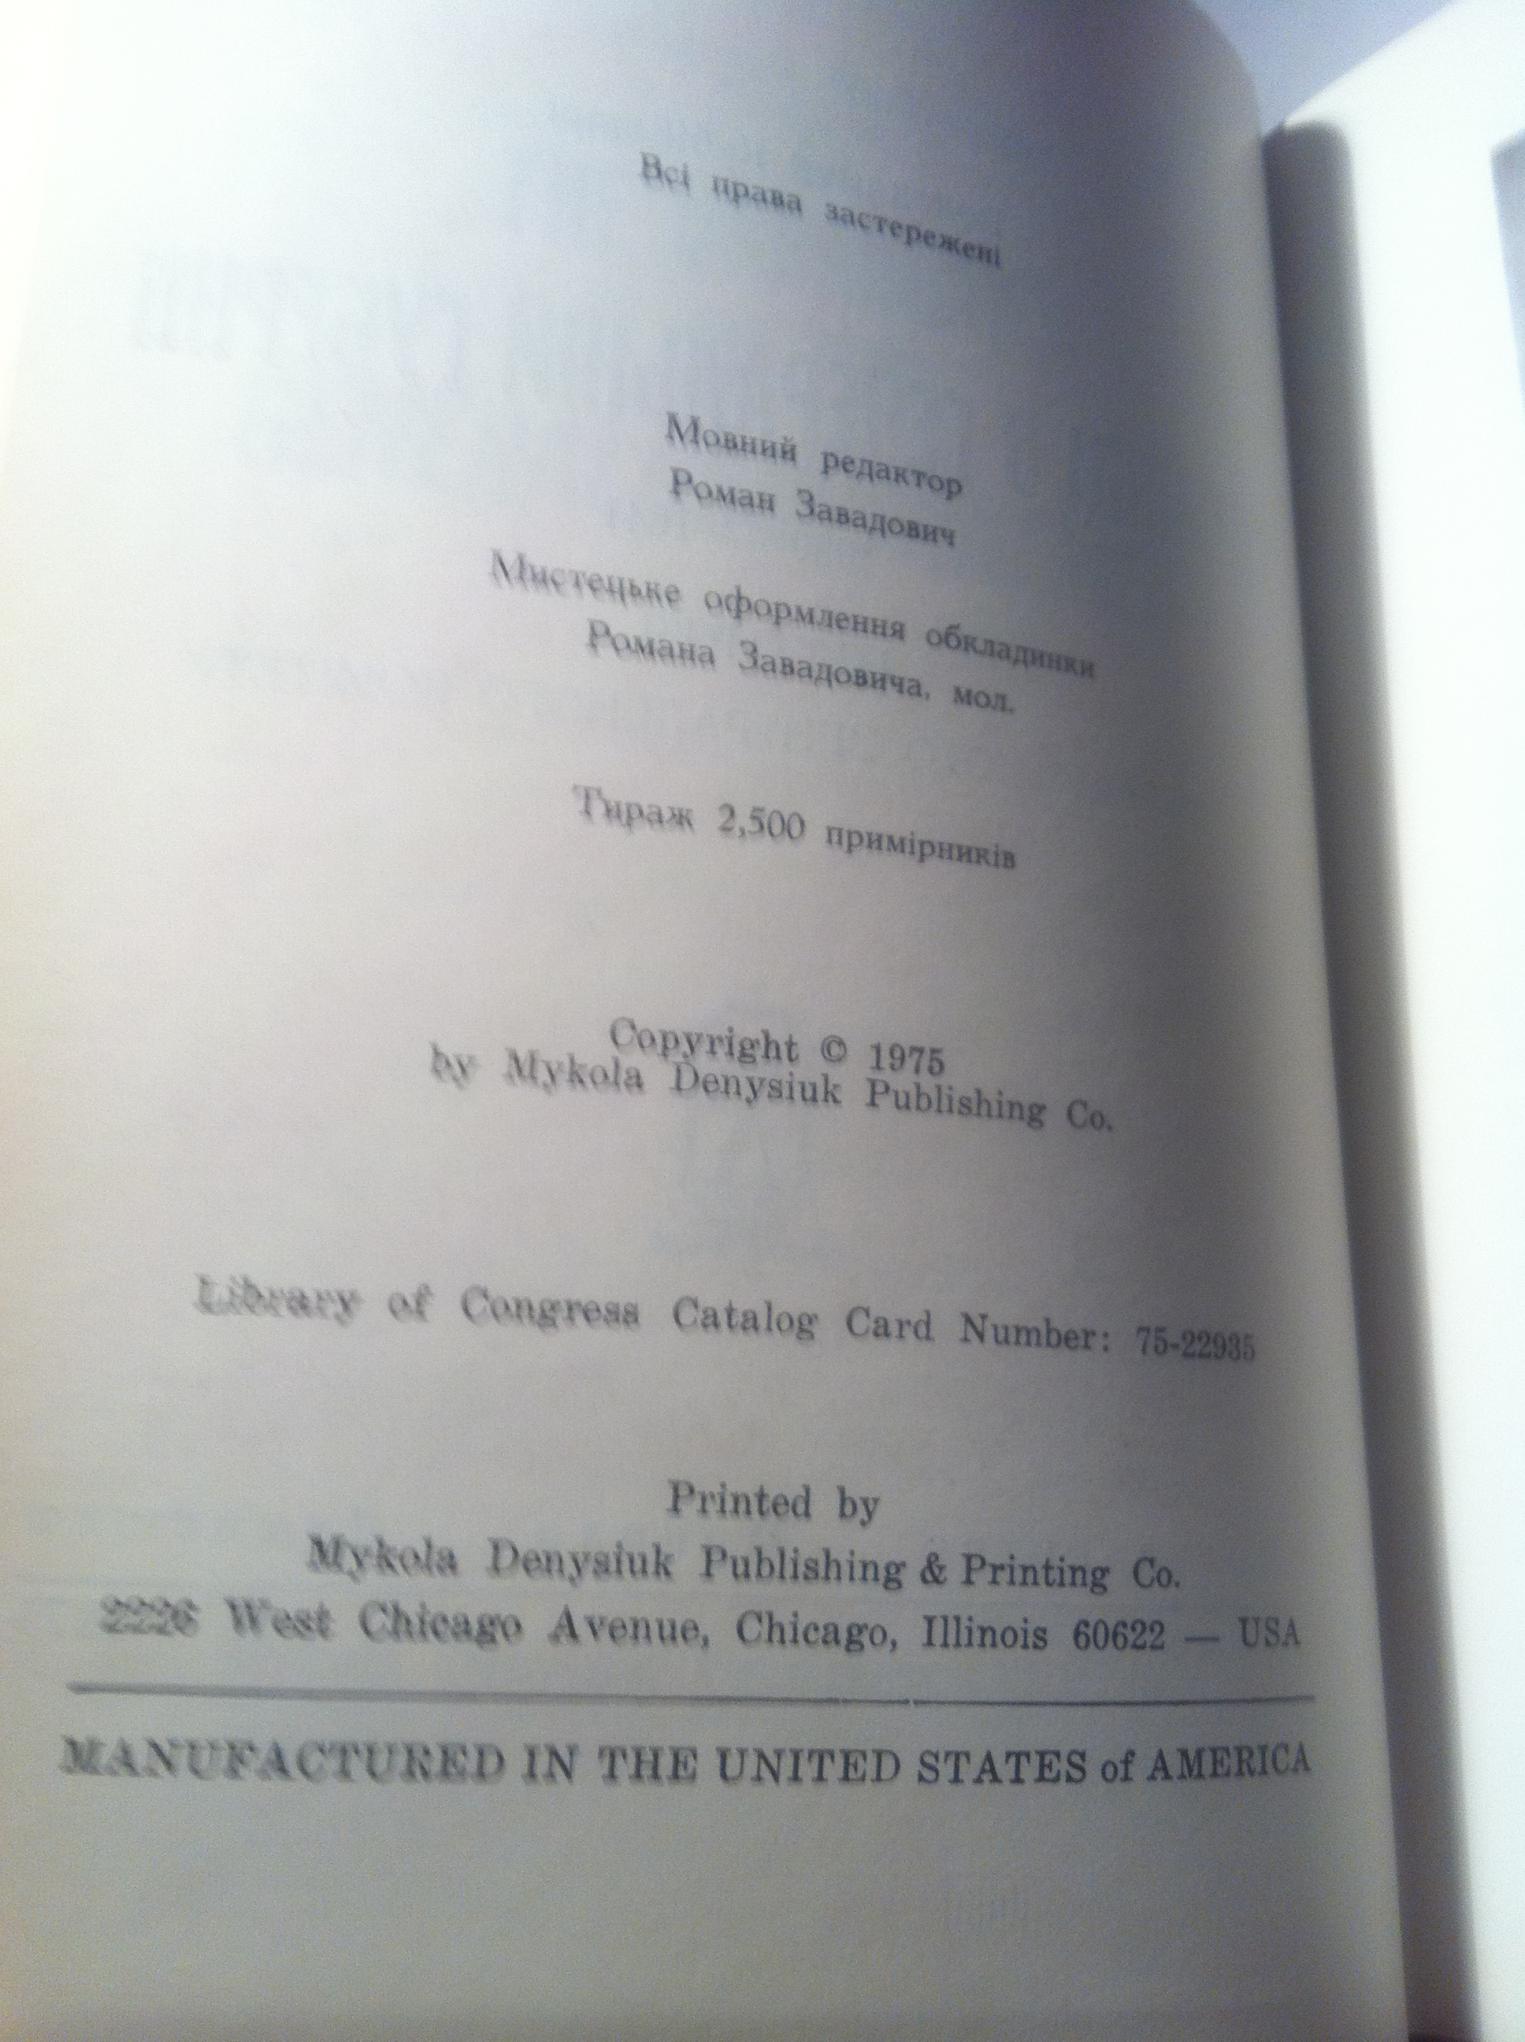 Всі права застережені
Мовний редактор
Роман Завадович
Мистецьке оформлення обкладинки
Романа Завадовича, мол.
Тираж 2,500 примірників
Copyright © 1975
by Mykola Denysiuk Publishing Co.
Library of Congress Catalog Card Number: 75-22935
Printed by
Mykola Denysiuk Publishing & Printing Co.
2226 West Chicago Avenue, Chicago, Illinois 60622 — USA
MANUFACTURED IN THE UNITED STATES of AMERICA